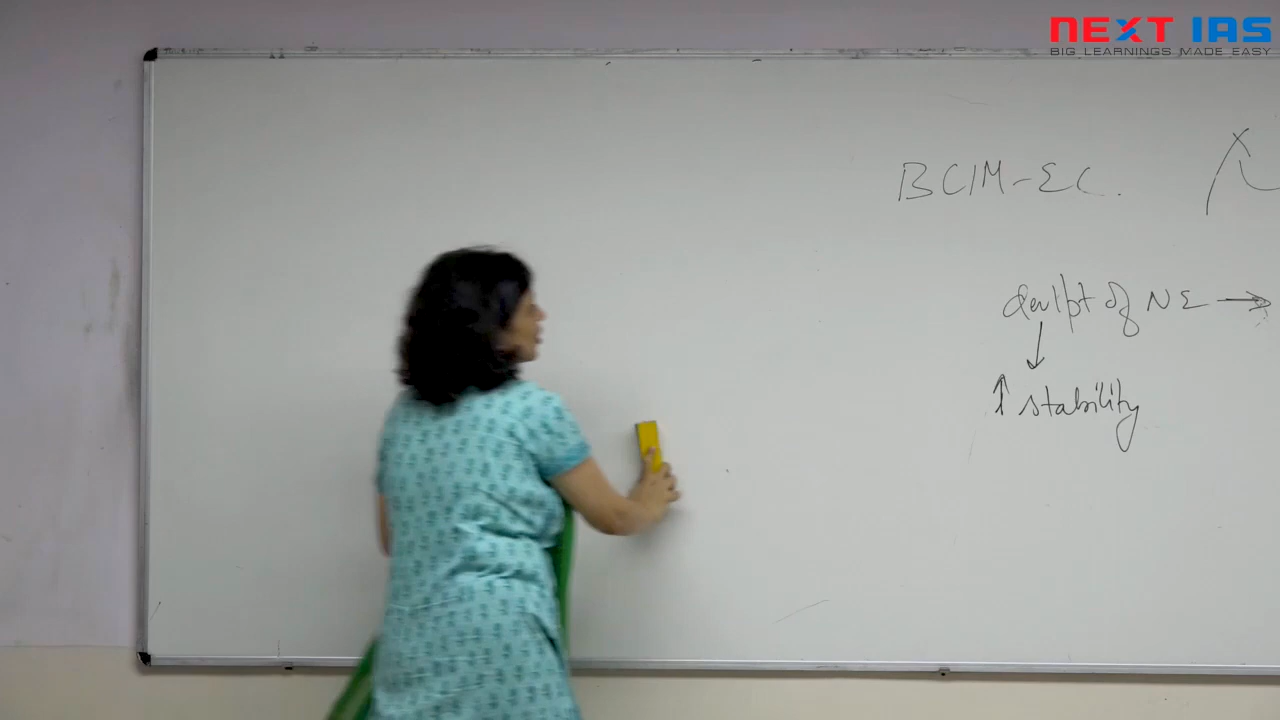 NEXT IAS
BIG LEARNINGS MADE EASY
BCIM-EC.
devlpt of NE →
↓
↑ stability